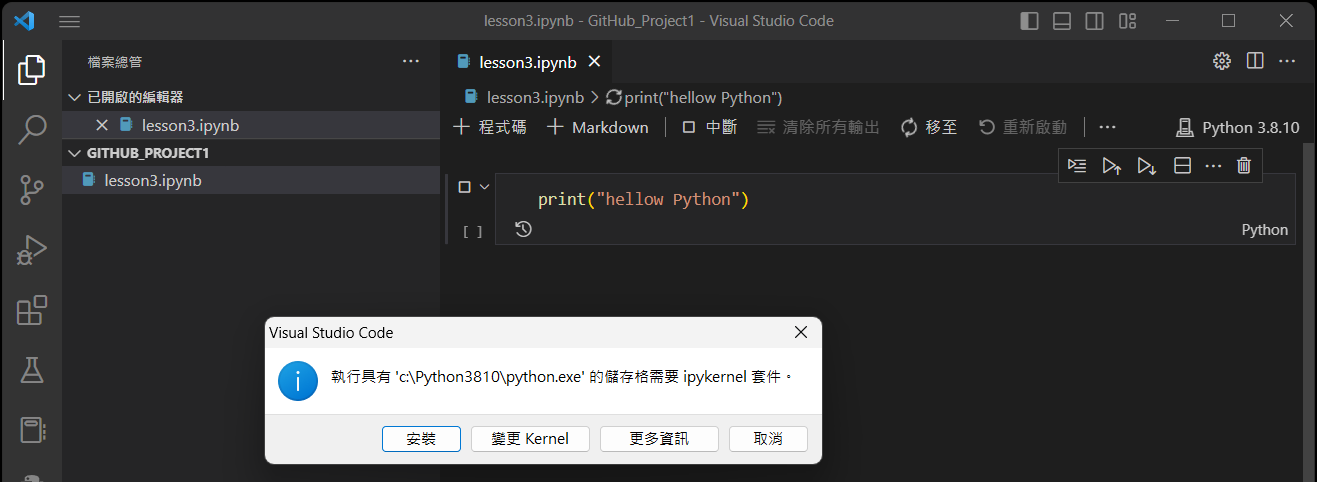 lesson3.ipynb - GitHub_Project1 - Visual Studio Code
檔案總管
已開啟的編輯器
lesson3.ipynb
GITHUB_PROJECT1
lesson3.ipynb
lesson3.ipynb
lesson3.ipynb > print("hellow Python")
程式碼 Markdown 中斷 清除所有輸出 移至 重新啟動 Python 3.8.10
print("hellow Python")
[ ]
Python
Visual Studio Code
執行具有 'c:\Python3810\python.exe' 的儲存格需要 ipykernel 套件。
安裝 變更 Kernel 更多資訊 取消